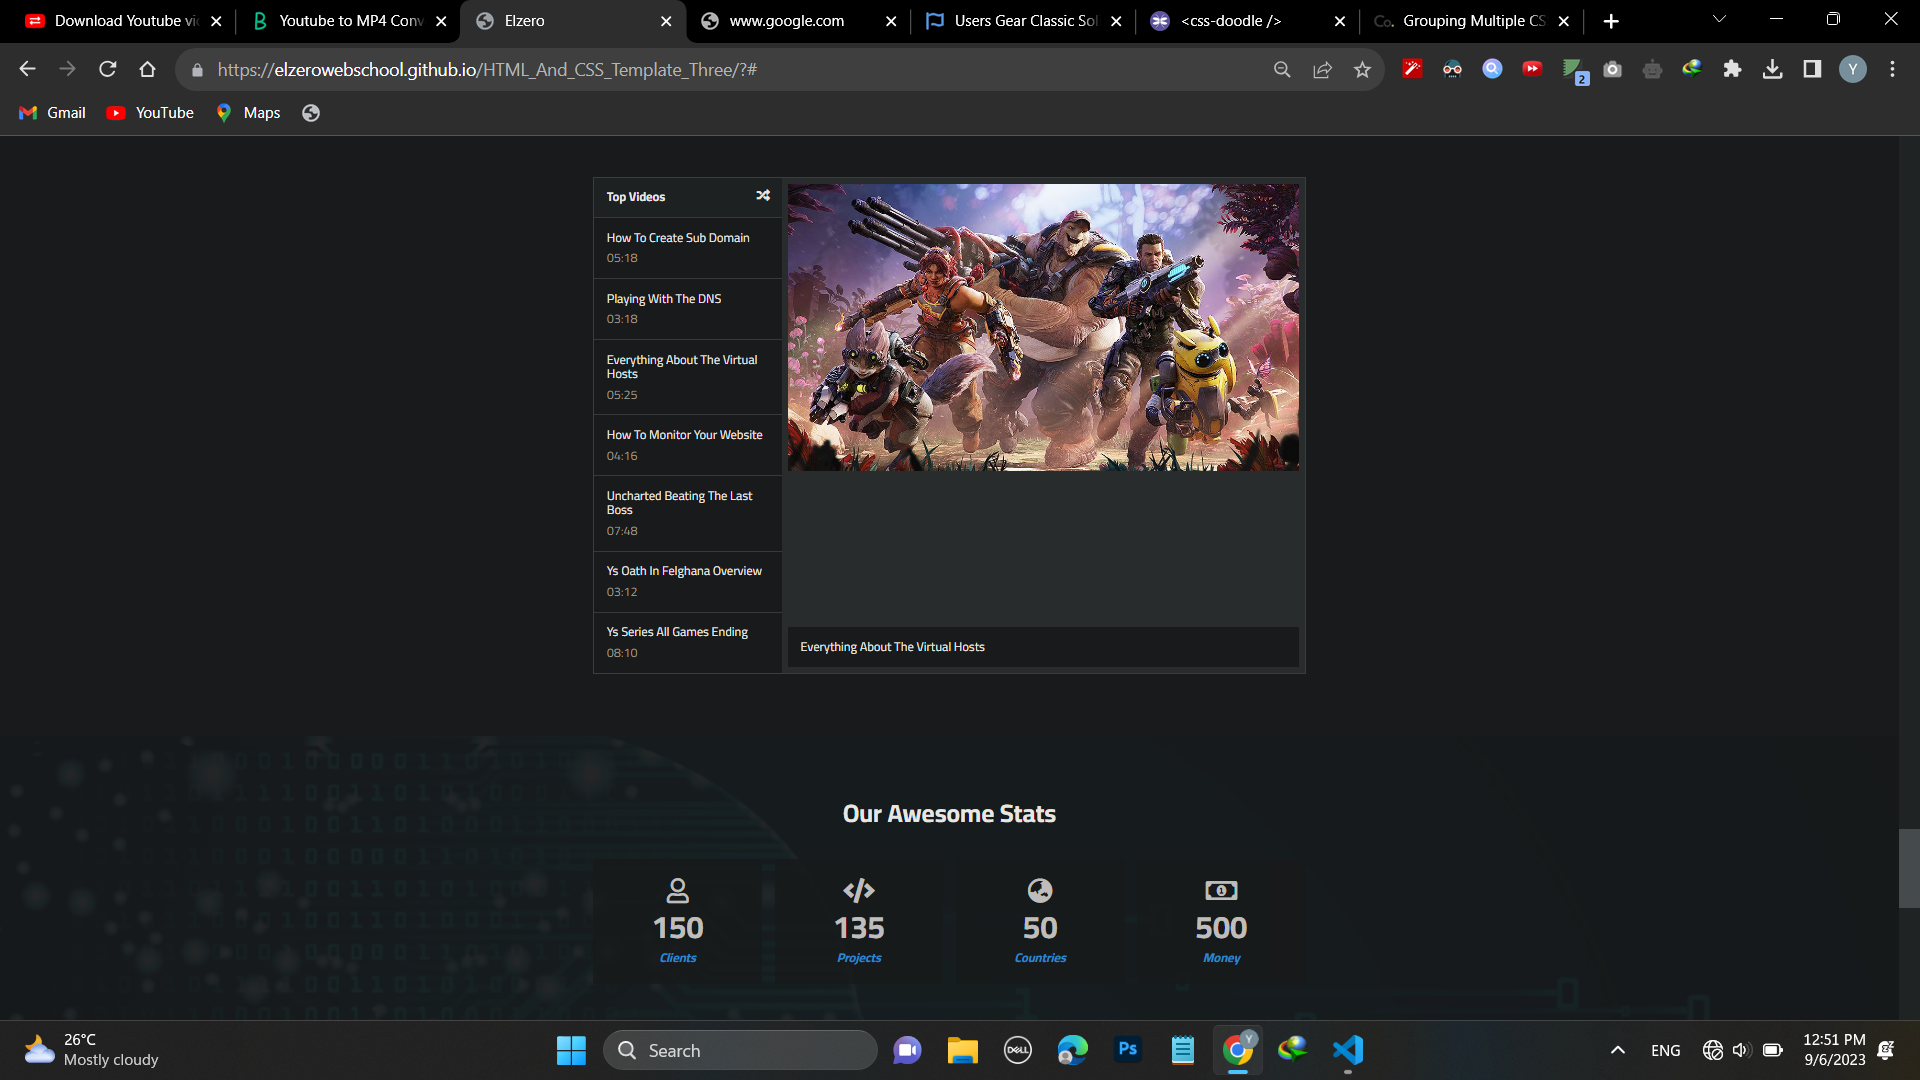 Download Youtube vi
Youtube to MP4 Conv
Elzero
www.google.com
Users Gear Classic Sol
<css-doodle />
Co.
Grouping Multiple CS
https://elzerowebschool.github.io/HTML_And_CSS_Template_Three/?#
2
Y
Gmail
YouTube
Maps
Top Videos
How To Create Sub Domain
05:18
Playing With The DNS
03:18
Everything About The Virtual
Hosts
05:25
How To Monitor Your Website
04:16
Uncharted Beating The Last
Boss
07:48
Ys Oath In Felghana Overview
03:12
Ys Series All Games Ending
08:10
Everything About The Virtual Hosts
Our Awesome Stats
150
Clients
135
Projects
50
Countries
500
Money
26°C
Mostly cloudy
Search
DELL
Ps
Y
ENG
12:51 PM
9/6/2023